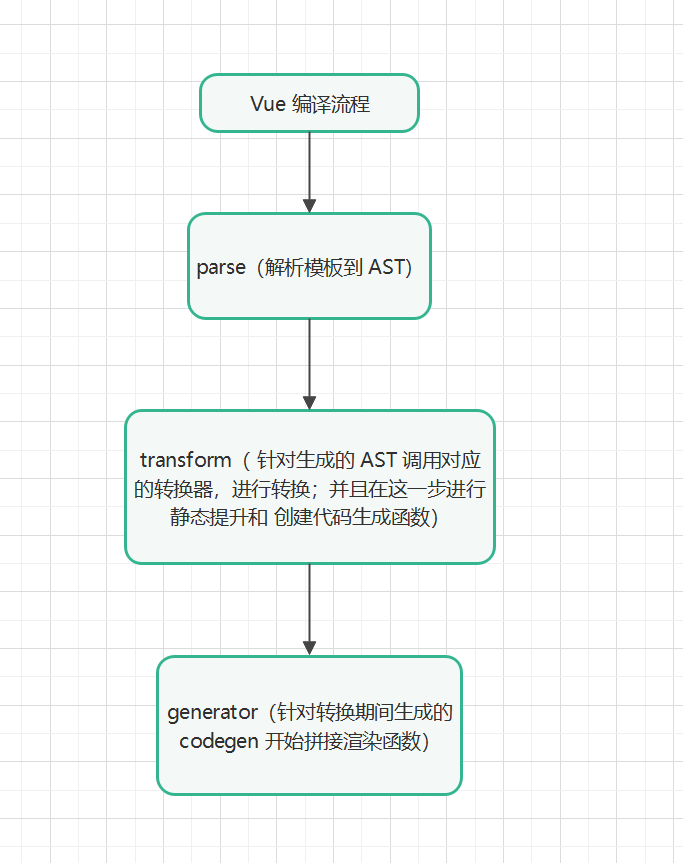 Vue 编译流程
parse（解析模板到 AST)
transform（ 针对生成的 AST 调用对应
的转换器，进行转换；并且在这一步进行
静态提升和 创建代码生成函数）
generator（针对转换期间生成的
codegen 开始拼接渲染函数）